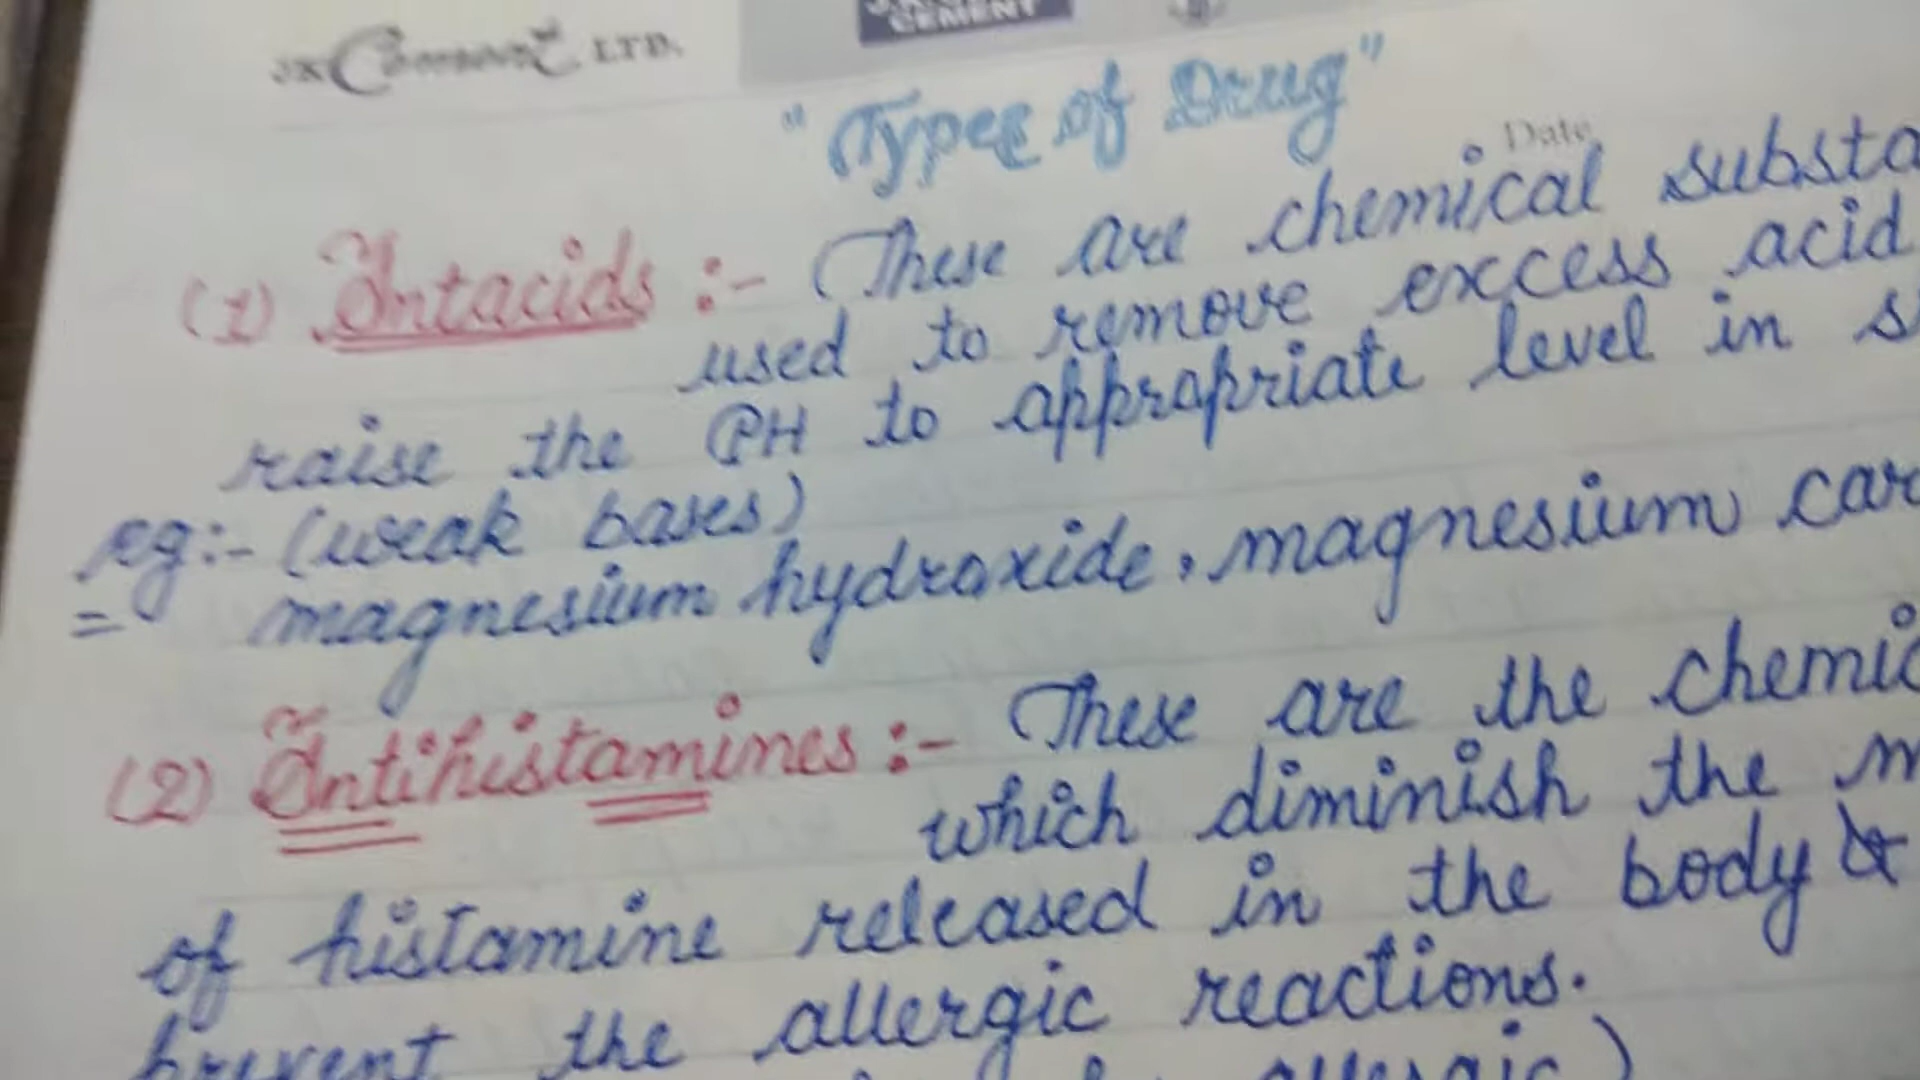 JK Cement LTD.
CEMENT
"Types of Drug"
Date
(1) Antacids :- These are chemical substa
used to remove excess acid
raise the PH to appropriate level in s
eg:- (weak bases)
= magnesium hydroxide, magnesium car
(2) Antihistamines :- These are the chemic
which diminish the m
of histamine released in the body &
prevent the allergic reactions.
allergic)